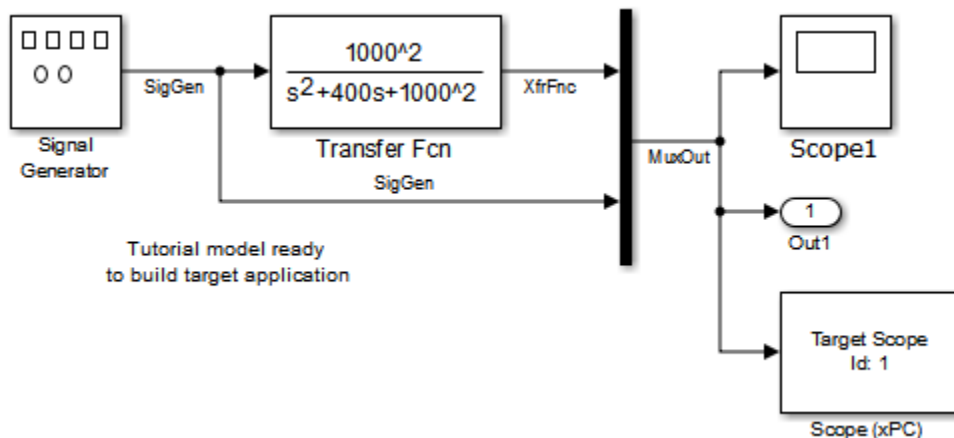 1000^2
s2+400s+1000^2
SigGen
XfrFnc
Signal
Generator
Transfer Fcn
Scope1
MuxOut
SigGen
1
Out1
Tutorial model ready
to build target application
Target Scope
Id: 1
Scope (xPC)